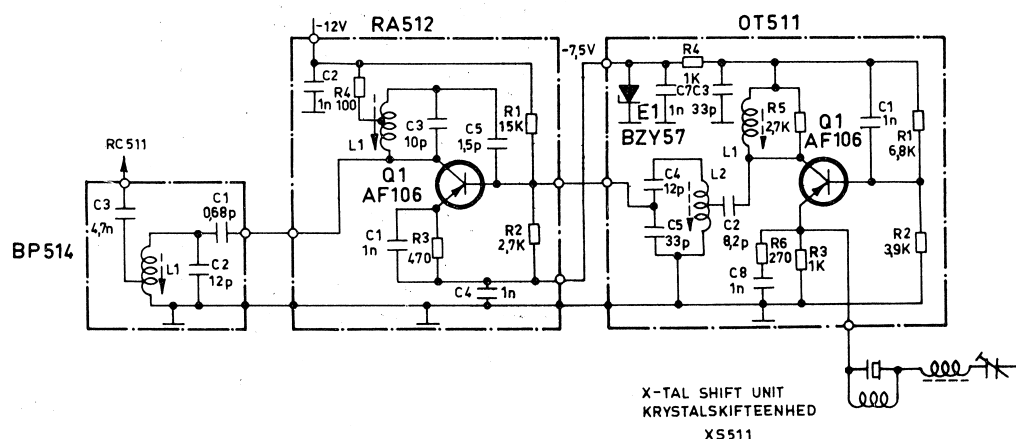 RA512
OT511
-12V
-7,5V
C2
1n
R4
100
C3
10p
C5
1,5p
R1
15K
L1
Q1
AF106
C1
1n
R3
470
R2
2,7K
C4
1n
RC511
BP514
C3
4,7n
C1
0,68p
L1
C2
12p
R4
1K
E1
BZY57
C7
1n
C3
33p
L1
R5
2,7K
Q1
AF106
C1
1n
R1
6,8K
C4
12p
C5
33p
L2
C2
8,2p
R6
270
C8
1n
R3
1K
R2
3,9K
X-TAL SHIFT UNIT
KRYSTALSKIFTEENHED
XS511